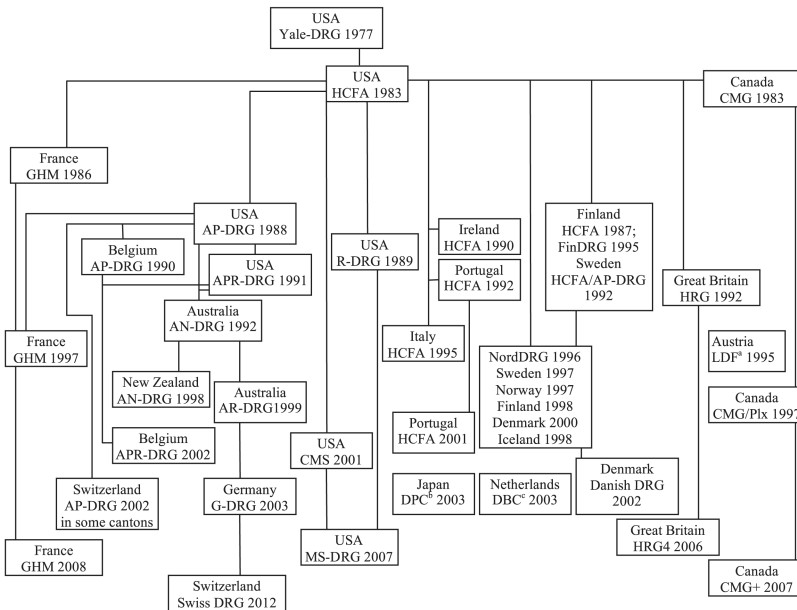 USA
Yale-DRG 1977
USA
HCFA 1983
Canada
CMG 1983
France
GHM 1986
USA
AP-DRG 1988
Belgium
AP-DRG 1990
USA
APR-DRG 1991
USA
R-DRG 1989
Ireland
HCFA 1990
Portugal
HCFA 1992
Finland
HCFA 1987;
FinDRG 1995
Sweden
HCFA/AP-DRG
1992
Great Britain
HRG 1992
Australia
AN-DRG 1992
France
GHM 1997
Italy
HCFA 1995
Austria
LDFª 1995
NordDRG 1996
Sweden 1997
Norway 1997
Finland 1998
Denmark 2000
Iceland 1998
New Zealand
AN-DRG 1998
Australia
AR-DRG1999
Canada
CMG/Plx 1997
Portugal
HCFA 2001
Belgium
APR-DRG 2002
USA
CMS 2001
Switzerland
AP-DRG 2002
in some cantons
Germany
G-DRG 2003
Japan
DPCᵇ 2003
Netherlands
DBCᶜ 2003
Denmark
Danish DRG
2002
Great Britain
HRG4 2006
France
GHM 2008
USA
MS-DRG 2007
Canada
CMG+ 2007
Switzerland
Swiss DRG 2012